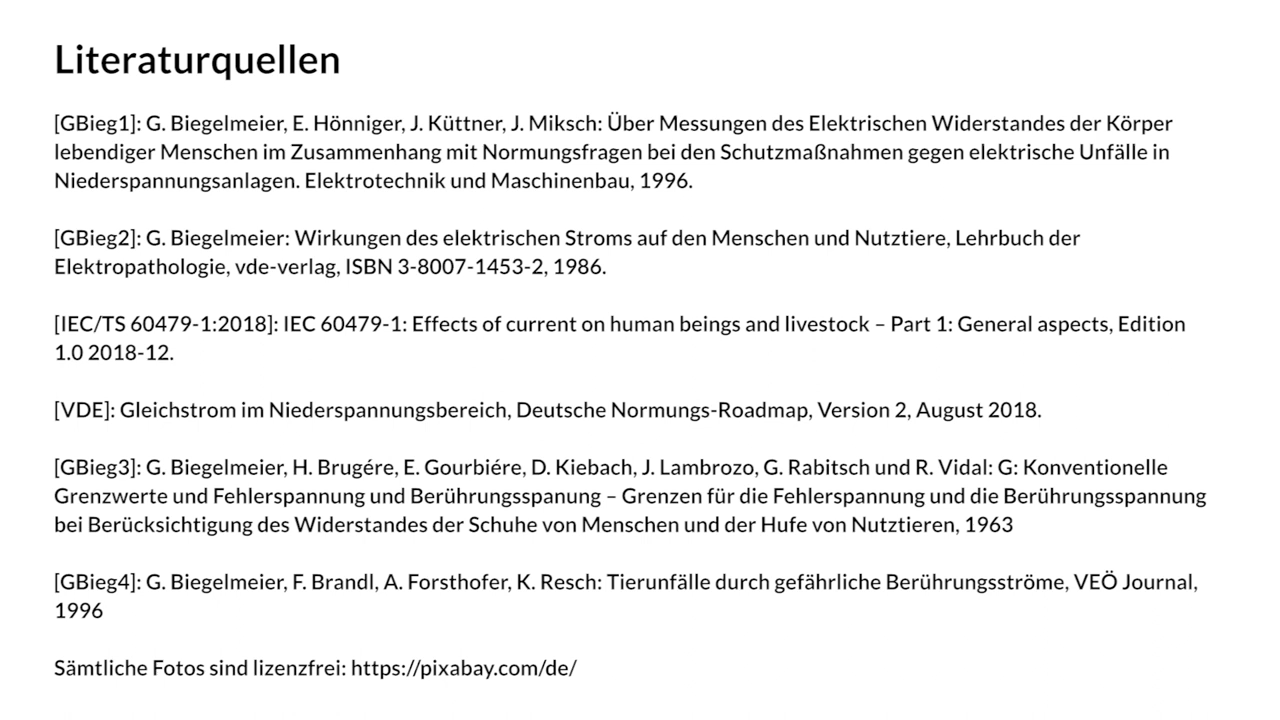 Literaturquellen
[GBieg1]: G. Biegelmeier, E. Hönniger, J. Küttner, J. Miksch: Über Messungen des Elektrischen Widerstandes der Körper
lebendiger Menschen im Zusammenhang mit Normungsfragen bei den Schutzmaßnahmen gegen elektrische Unfälle in
Niederspannungsanlagen. Elektrotechnik und Maschinenbau, 1996.
[GBieg2]: G. Biegelmeier: Wirkungen des elektrischen Stroms auf den Menschen und Nutztiere, Lehrbuch der
Elektropathologie, vde-verlag, ISBN 3-8007-1453-2, 1986.
[IEC/TS 60479-1:2018]: IEC 60479-1: Effects of current on human beings and livestock – Part 1: General aspects, Edition
1.0 2018-12.
[VDE]: Gleichstrom im Niederspannungsbereich, Deutsche Normungs-Roadmap, Version 2, August 2018.
[GBieg3]: G. Biegelmeier, H. Brugére, E. Gourbiére, D. Kiebach, J. Lambrozo, G. Rabitsch und R. Vidal: G: Konventionelle
Grenzwerte und Fehlerspannung und Berührungsspanung – Grenzen für die Fehlerspannung und die Berührungsspannung
bei Berücksichtigung des Widerstandes der Schuhe von Menschen und der Hufe von Nutztieren, 1963
[GBieg4]: G. Biegelmeier, F. Brandl, A. Forsthofer, K. Resch: Tierunfälle durch gefährliche Berührungsströme, VEÖ Journal,
1996
Sämtliche Fotos sind lizenzfrei: https://pixabay.com/de/